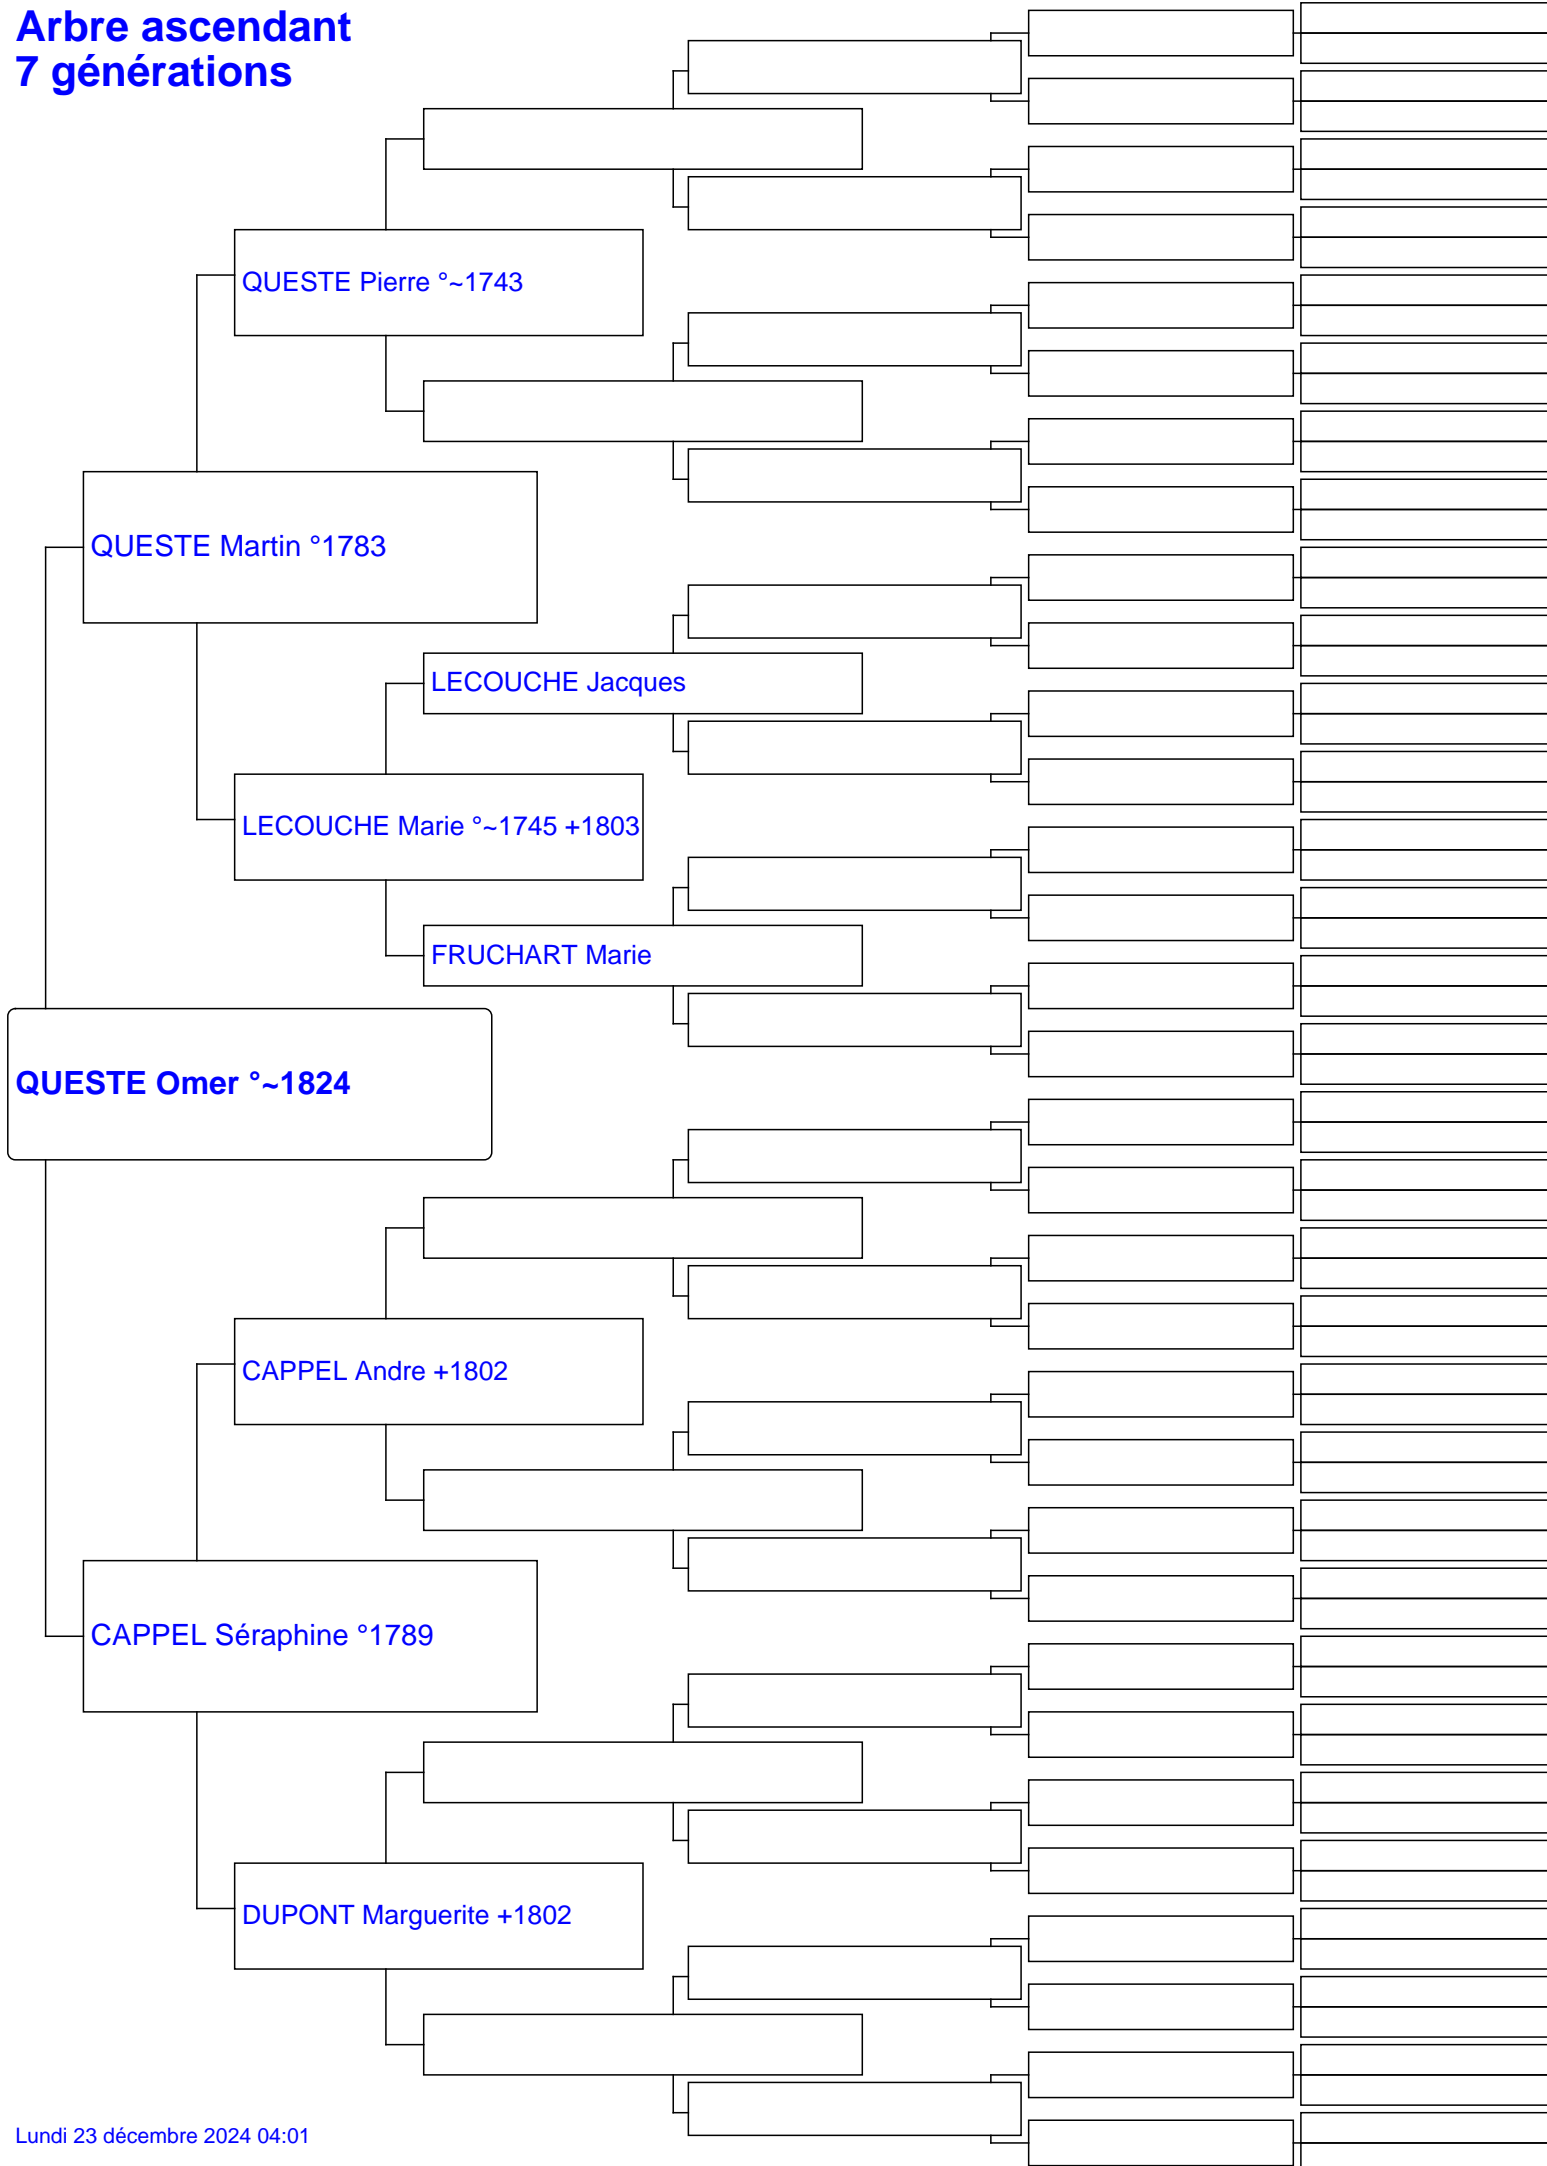 Arbre ascendant
7 générations
QUESTE Pierre °~1743
QUESTE Martin °1783
LECOUCHE Jacques
LECOUCHE Marie °~1745 +1803
FRUCHART Marie
QUESTE Omer °~1824
CAPPEL Andre +1802
CAPPEL Séraphine °1789
DUPONT Marguerite +1802
Lundi 23 décembre 2024 04:01